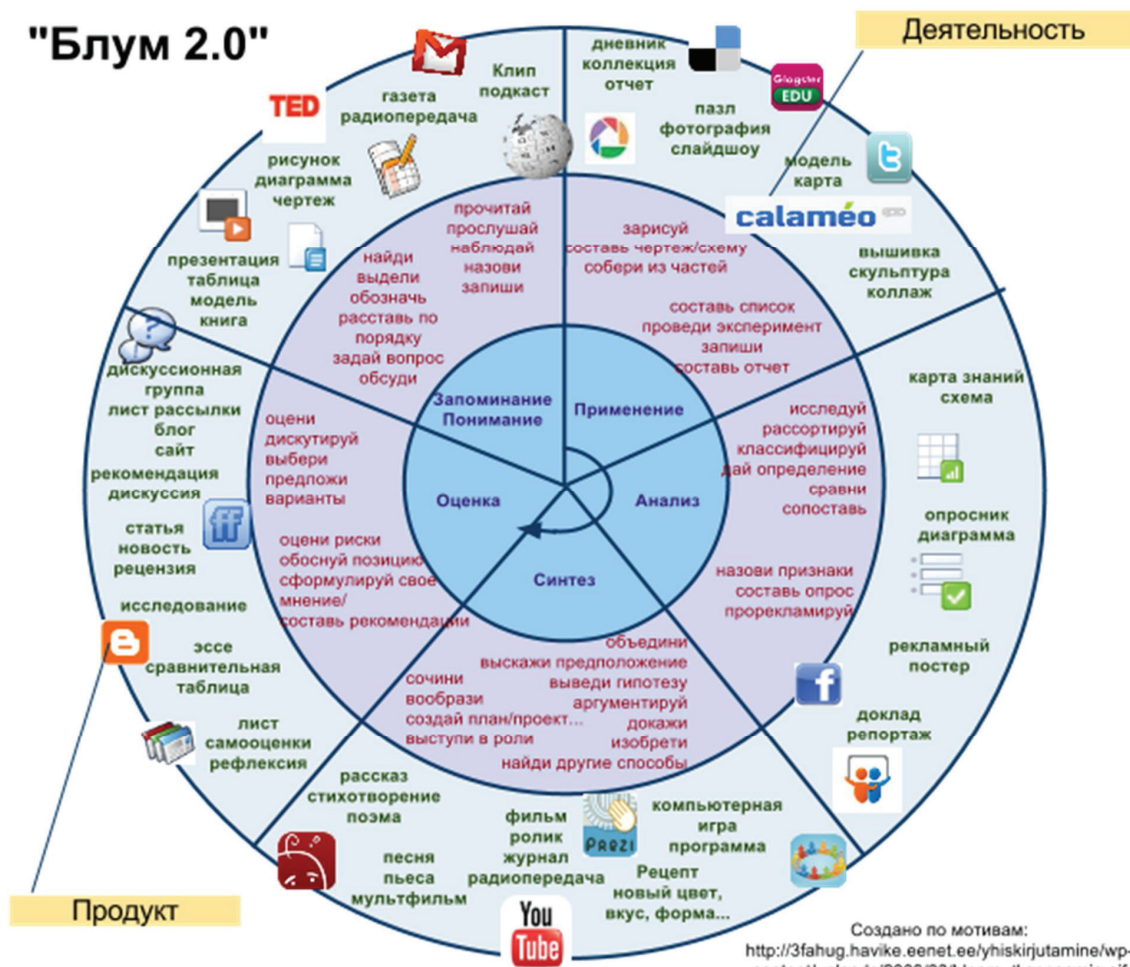 "Блум 2.0"
Деятельность
Клип
подкаст
газета
радиопередача
TED
рисунок
диаграмма
чертеж
презентация
таблица
модель
книга
дневник
коллекция
отчет
Glogster
EDU
пазл
фотография
слайдшоу
модель
карта
calaméo
вышивка
скульптура
коллаж
прочитай
прослушай
наблюдай
назови
запиши
найди
выдели
обозначь
расставь по
порядку
задай вопрос
обсуди
зарисуй
составь чертеж/схему
собери из частей
составь список
проведи эксперимент
запиши
составь отчет
Запоминание
Понимание
Применение
Анализ
Синтез
Оценка
исследуй
рассортируй
классифицируй
дай определение
сравни
сопоставь
назови признаки
составь опрос
прорекламируй
карта знаний
схема
опросник
диаграмма
рекламный
постер
f
доклад
репортаж
дискуссионная
группа
лист рассылки
блог
сайт
рекомендация
дискуссия
ff
статья
новость
рецензия
исследование
эссе
сравнительная
таблица
лист
самооценки
рефлексия
оцени
дискутируй
выбери
предложи
варианты
оцени риски
обоснуй позицию
сформулируй свое
мнение/
составь рекомендации
объедини
выскажи предположение
выведи гипотезу
аргументируй
докажи
изобрети
найди другие способы
сочини
вообрази
создай план/проект...
выступи в роли
рассказ
стихотворение
поэма
песня
пьеса
мультфильм
фильм
ролик
журнал
радиопередача
PREZI
компьютерная
игра
программа
Рецепт
новый цвет,
вкус, форма...
You
Tube
Продукт
Создано по мотивам:
http://3fahug.havike.eenet.ee/yhiskirjutamine/wp-